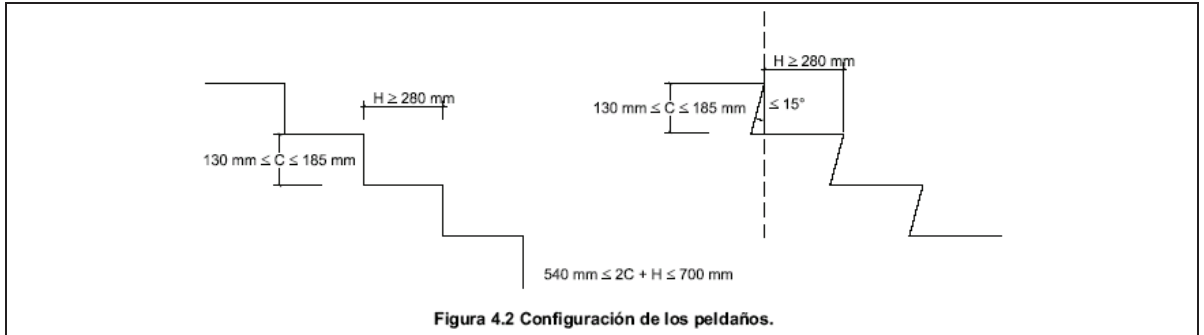 H ≥ 280 mm
130 mm ≤ C ≤ 185 mm
H ≥ 280 mm
130 mm ≤ C ≤ 185 mm
≤ 15°
540 mm ≤ 2C + H ≤ 700 mm
Figura 4.2 Configuración de los peldaños.